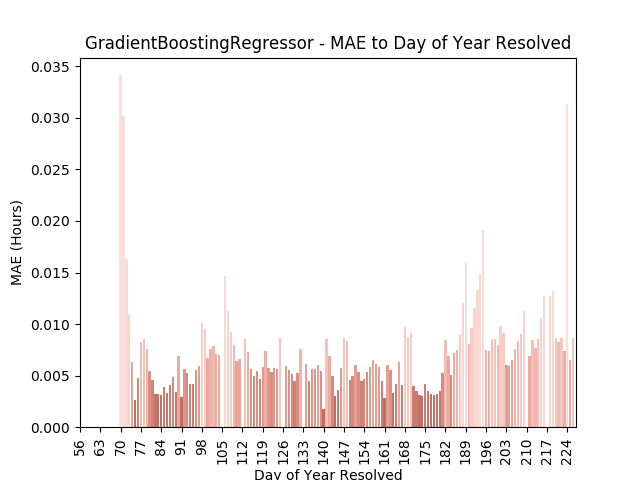 GradientBoostingRegressor - MAE to Day of Year Resolved
0.035
0.030
0.025
0.020
0.015
0.010
0.005
0.000
MAE (Hours)
56 63 70 77 84 91 98 105 112 119 126 133 140 147 154 161 168 175 182 189 196 203 210 217 224
Day of Year Resolved